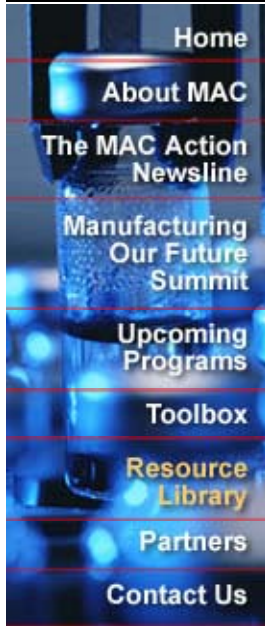 Home
About MAC
The MAC Action
Newsline
Manufacturing
Our Future
Summit
Upcoming
Programs
Toolbox
Resource
Library
Partners
Contact Us